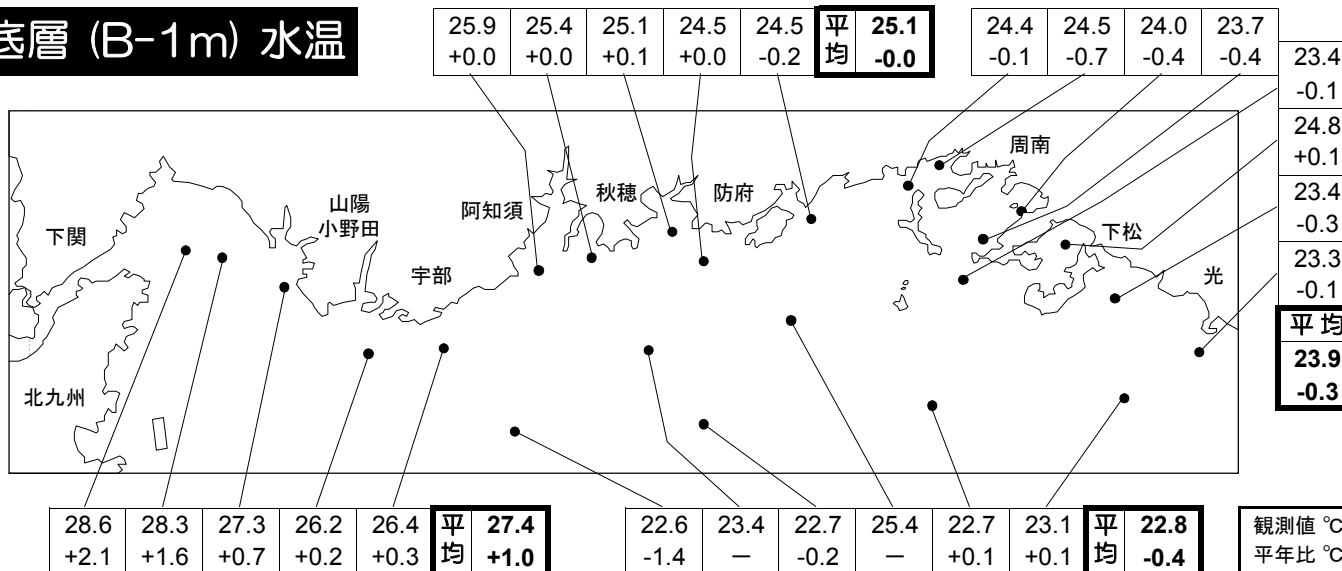 底層 (B-1m) 水温
25.9 25.4 25.1 24.5 24.5 平均 25.1
+0.0 +0.0 +0.1 +0.0 -0.2 -0.0
24.4 24.5 24.0 23.7
-0.1 -0.7 -0.4 -0.4
23.4
-0.1
24.8
+0.1
23.4
-0.3
23.3
-0.1
平均
23.9
-0.3
周南
秋穂
防府
山陽
小野田
阿知須
下関
宇部
下松
光
北九州
28.6 28.3 27.3 26.2 26.4 平均 27.4
+2.1 +1.6 +0.7 +0.2 +0.3 +1.0
22.6 23.4 22.7 25.4 22.7 23.1 平均 22.8
-1.4 － -0.2 － +0.1 +0.1 -0.4
観測値 ℃
平年比 ℃